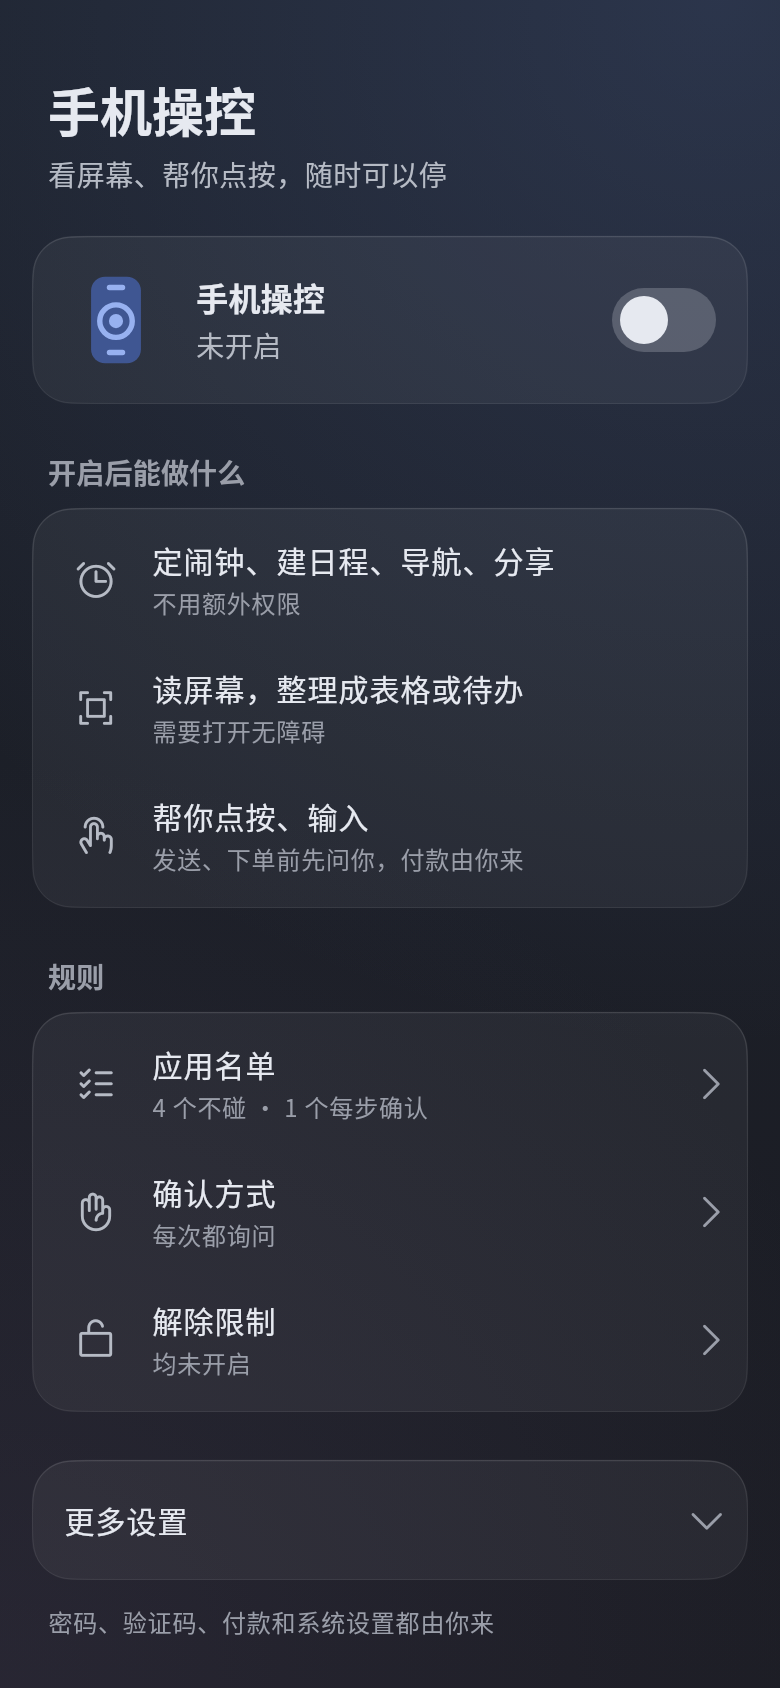 手机操控
看屏幕、帮你点按，随时可以停
手机操控
未开启
开启后能做什么
定闹钟、建日程、导航、分享
不用额外权限
读屏幕，整理成表格或待办
需要打开无障碍
帮你点按、输入
发送、下单前先问你，付款由你来
规则
应用名单
4 个不碰 · 1 个每步确认
确认方式
每次都询问
解除限制
均未开启
更多设置
密码、验证码、付款和系统设置都由你来